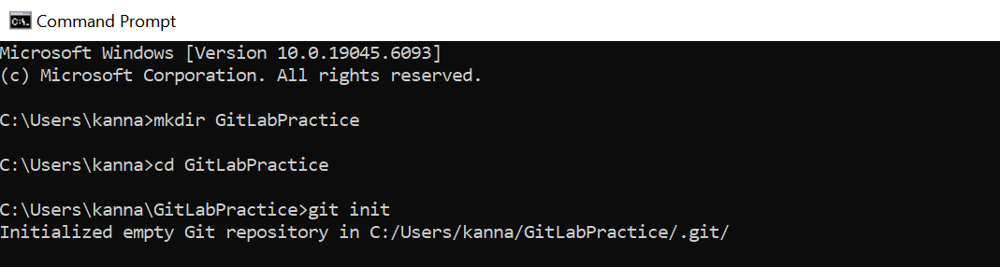 Command Prompt
Microsoft Windows [Version 10.0.19045.6093]
(c) Microsoft Corporation. All rights reserved.
C:\Users\kanna>mkdir GitLabPractice
C:\Users\kanna>cd GitLabPractice
C:\Users\kanna\GitLabPractice>git init
Initialized empty Git repository in C:/Users/kanna/GitLabPractice/.git/